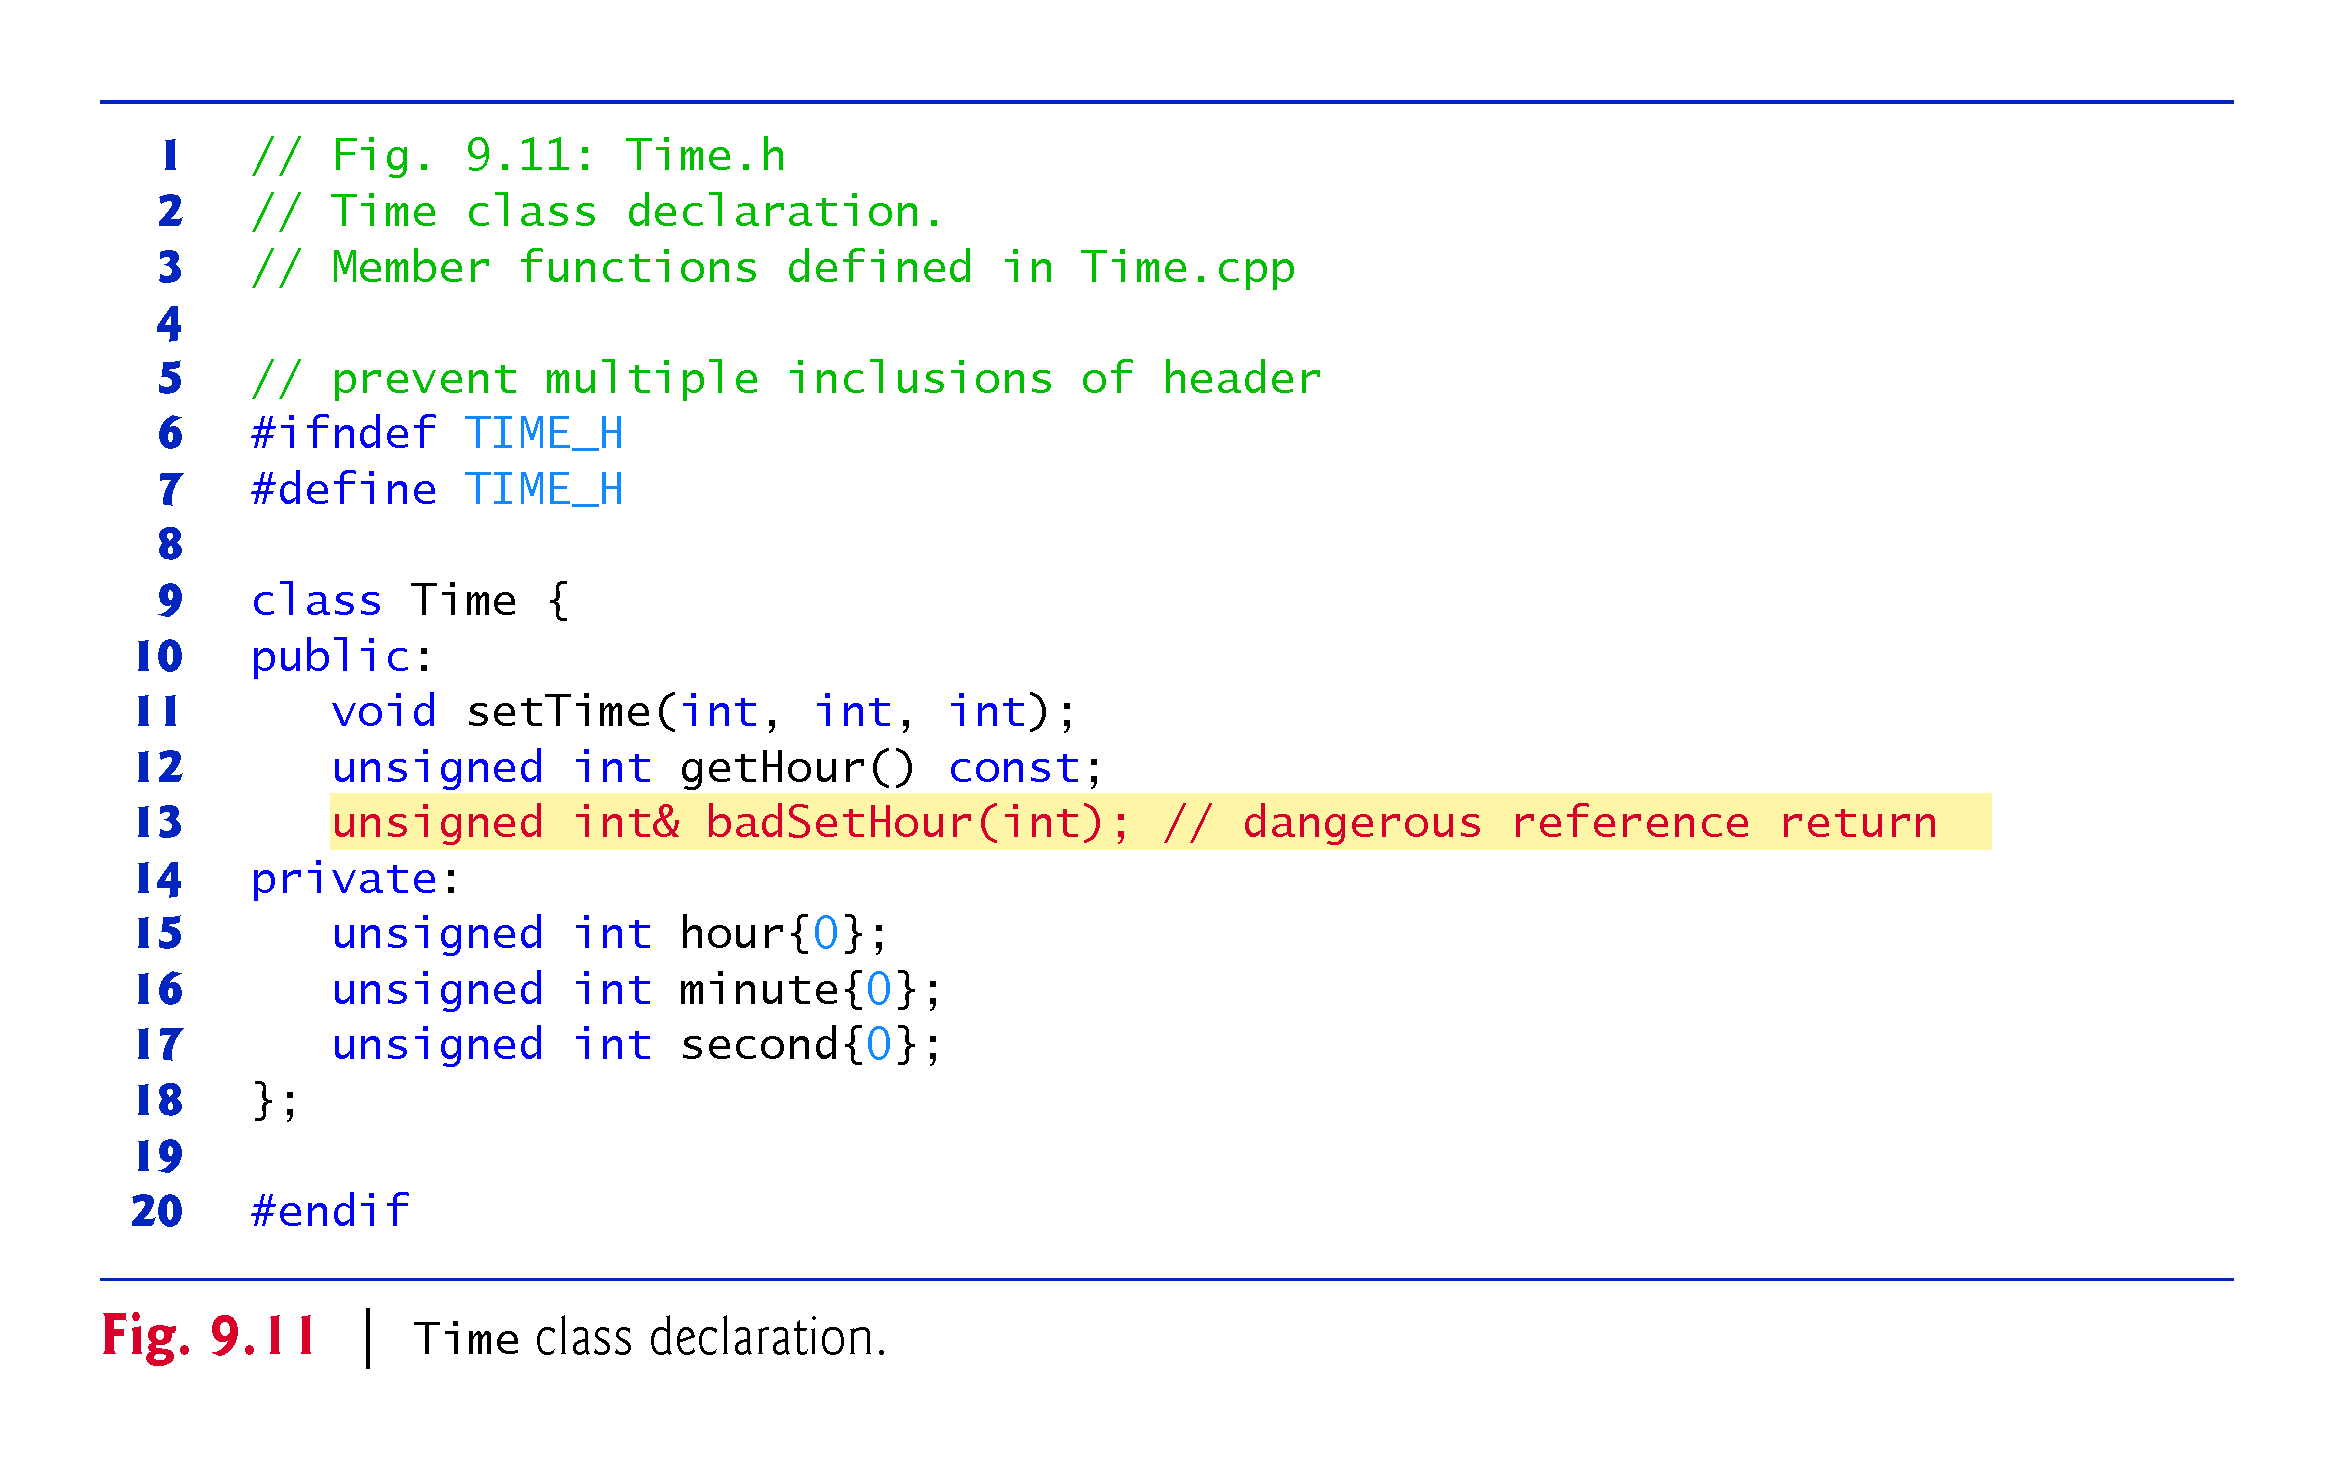 1 // Fig. 9.11: Time.h
2 // Time class declaration.
3 // Member functions defined in Time.cpp
4
5 // prevent multiple inclusions of header
6 #ifndef TIME_H
7 #define TIME_H
8
9 class Time {
10 public:
11    void setTime(int, int, int);
12    unsigned int getHour() const;
13    unsigned int& badSetHour(int); // dangerous reference return
14 private:
15    unsigned int hour{0};
16    unsigned int minute{0};
17    unsigned int second{0};
18 };
19
20 #endif
Fig. 9.11 | Time class declaration.